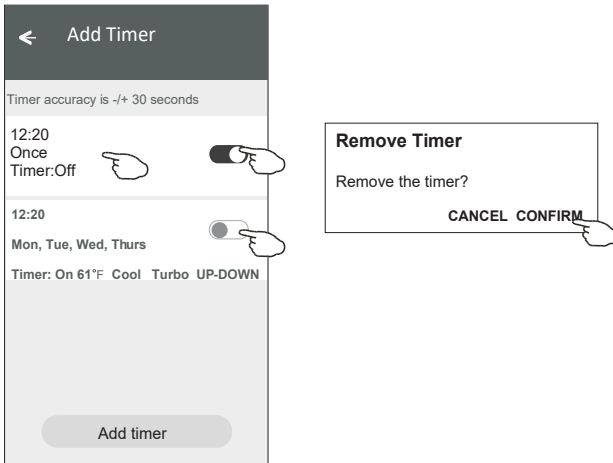 Add Timer
Timer accuracy is -/+ 30 seconds
12:20
Once
Timer:Off
12:20
Mon, Tue, Wed, Thurs
Timer: On 61°F Cool Turbo UP-DOWN
Add timer
Remove Timer
Remove the timer?
CANCEL CONFIRM